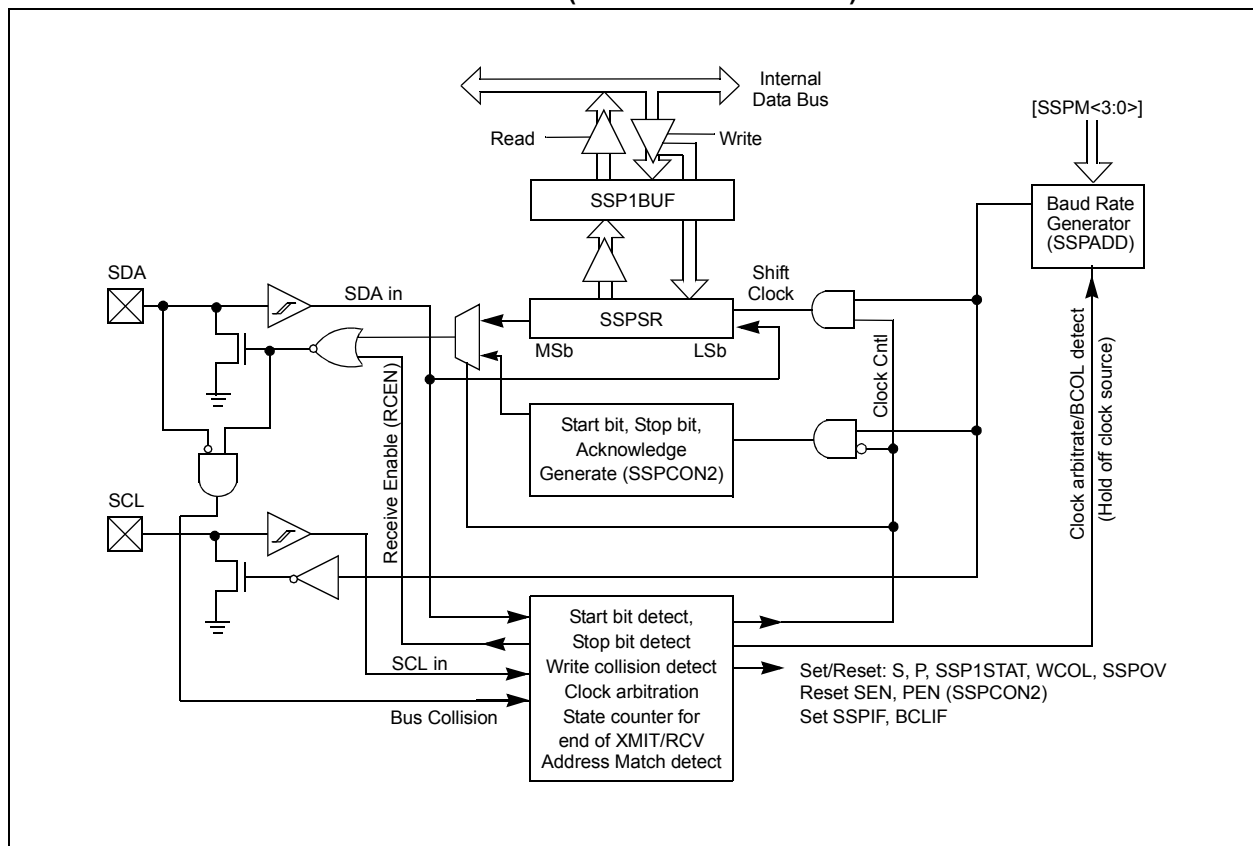 Internal
Data Bus
Read
Write
[SSPM<3:0>]
SSP1BUF
Baud Rate
Generator
(SSPADD)
SDA
SDA in
Shift
Clock
SSPSR
MSb
LSb
Clock Cntl
Receive Enable (RCEN)
Clock arbitrate/BCOL detect
(Hold off clock source)
Start bit, Stop bit,
Acknowledge
Generate (SSPCON2)
SCL
Start bit detect,
Stop bit detect
SCL in
Write collision detect
Clock arbitration
Bus Collision
State counter for
end of XMIT/RCV
Address Match detect
Set/Reset: S, P, SSP1STAT, WCOL, SSPOV
Reset SEN, PEN (SSPCON2)
Set SSPIF, BCLIF